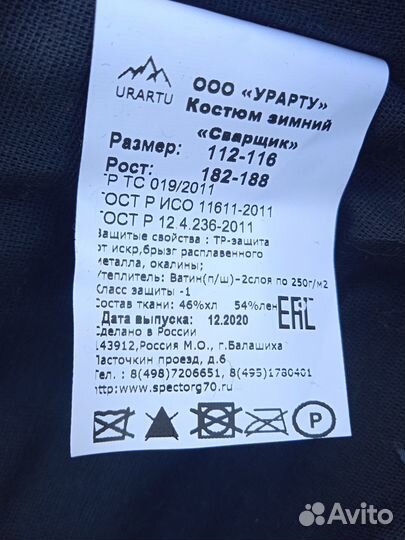 URARTU
ООО «УРАРТУ»
Костюм зимний
«Сварщик»
Размер: 112-116
Рост: 182-188
ТР ТС 019/2011
ГОСТ Р ИСО 11611-2011
ГОСТ Р 12.4.236-2011
Защитные свойства : ТР-защита
от искр,брызг расплавленного
металла, окалины;
Утеплитель: Ватин(п/ш)-2слоя по 250г/м2
Класс защиты -1
Состав ткани: 46%хл 54%лен
Дата выпуска: 12.2020
EAC
Сделано в России
143912,Россия М.О., г.Балашиха
Ласточкин проезд, д.6
Тел. : 8(498)7206651, 8(495)1780401
http:www.spectorg70.ru
P
Avito